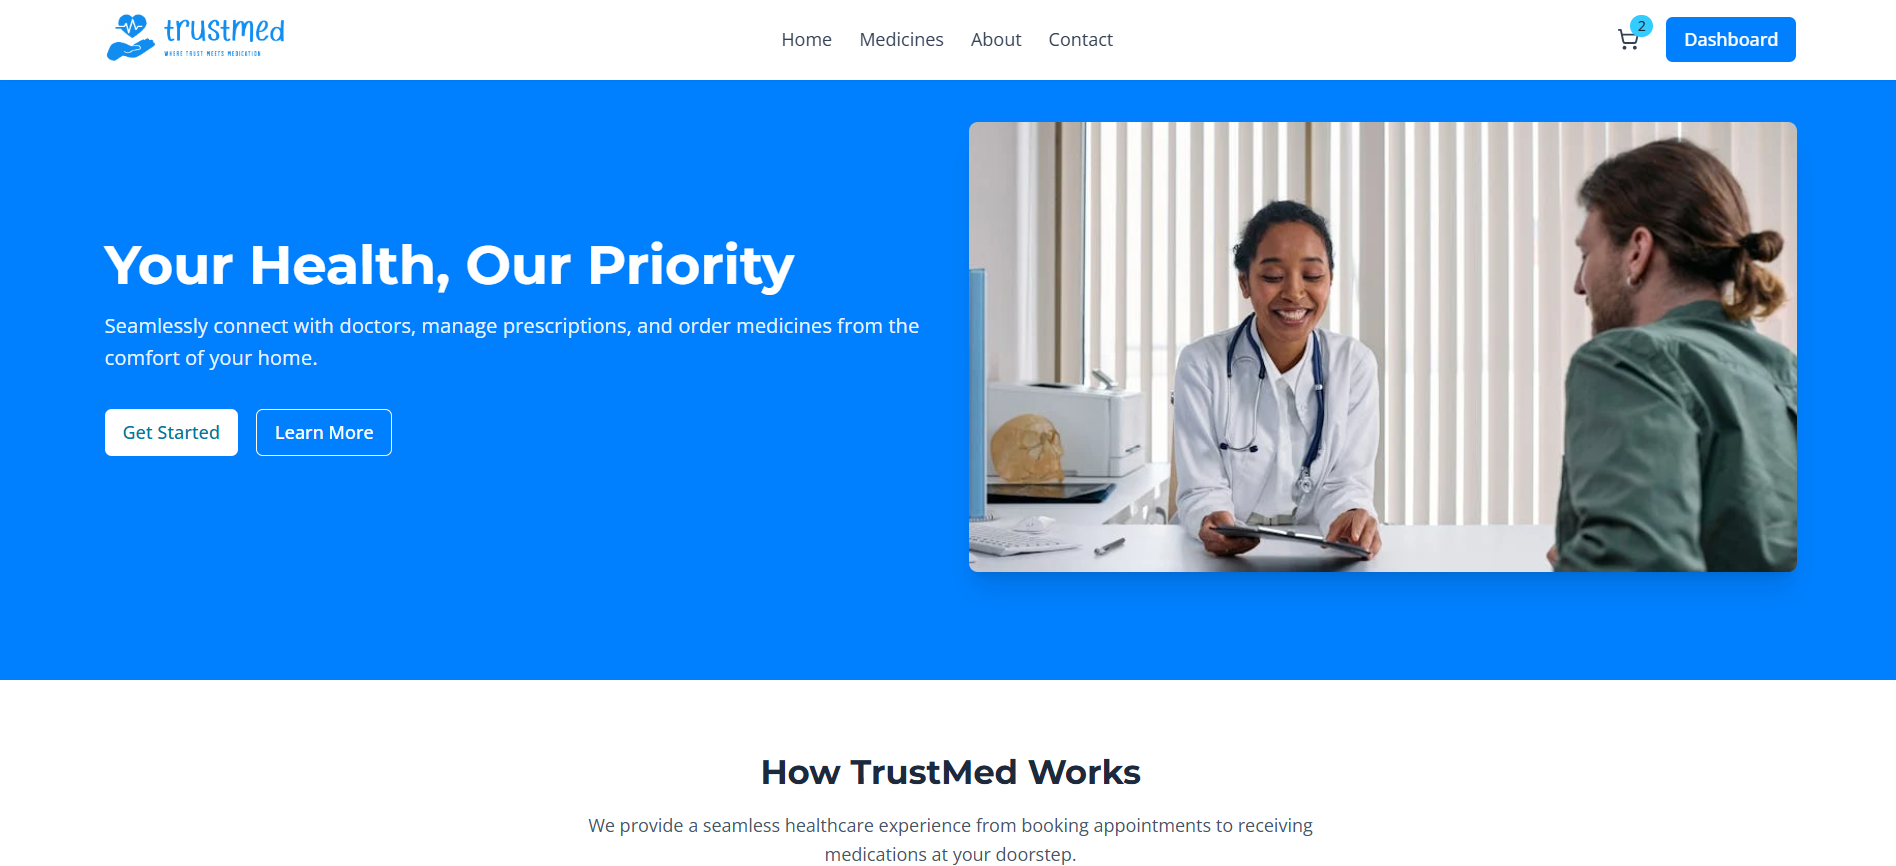 trustmed
WHERE TRUST MEETS MEDICATION
Home
Medicines
About
Contact
2
Dashboard
Your Health, Our Priority
Seamlessly connect with doctors, manage prescriptions, and order medicines from the
comfort of your home.
Get Started
Learn More
How TrustMed Works
We provide a seamless healthcare experience from booking appointments to receiving
medications at your doorstep.